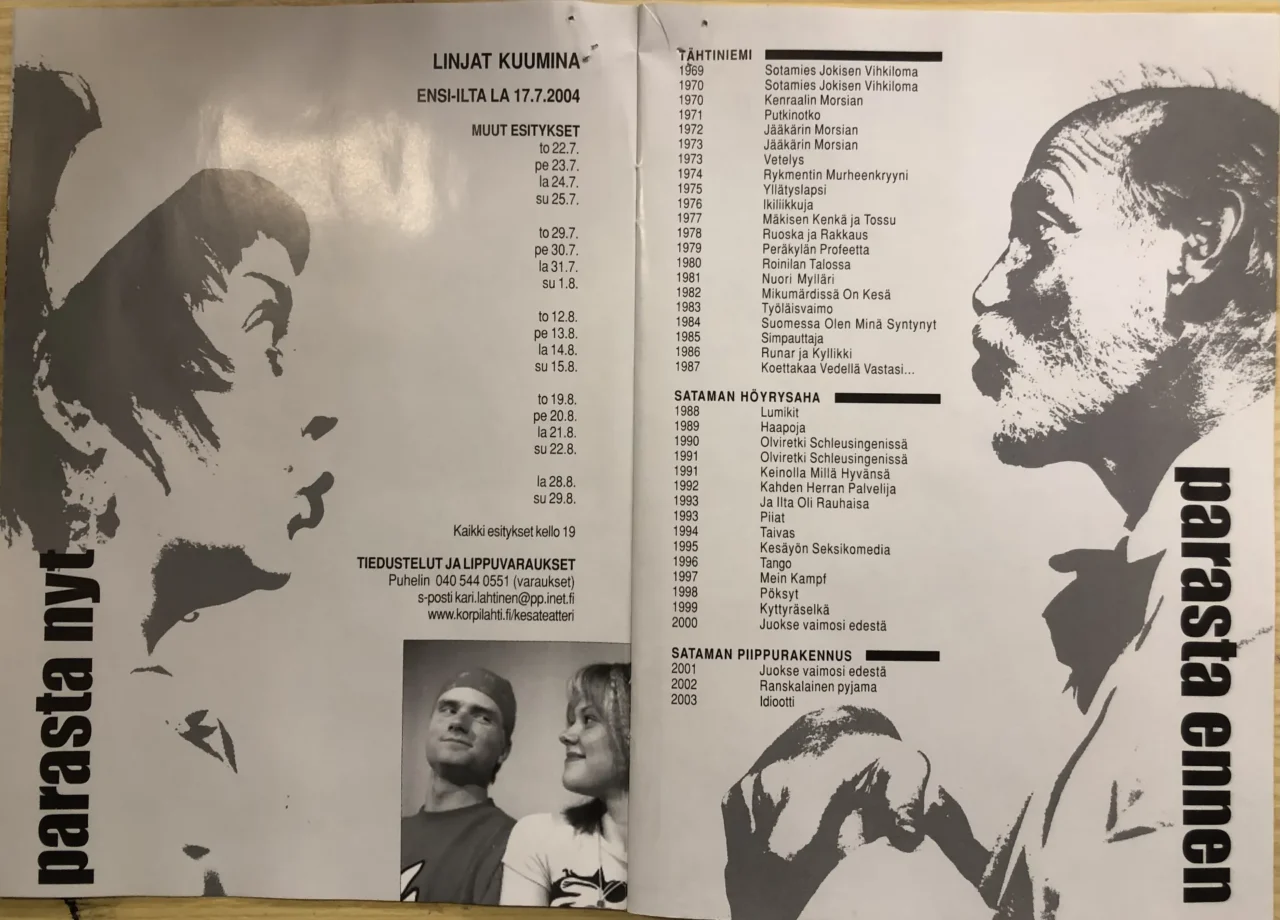 LINJAT KUUMINA
ENSI-ILTA LA 17.7.2004
MUUT ESITYKSET
to 22.7.
pe 23.7.
la 24.7.
su 25.7.
to 29.7.
pe 30.7.
la 31.7.
su 1.8.
to 12.8.
pe 13.8.
la 14.8.
su 15.8.
to 19.8.
pe 20.8.
la 21.8.
su 22.8.
la 28.8.
su 29.8.
Kaikki esitykset kello 19
TIEDUSTELUT JA LIPPUVARAUKSET
Puhelin 040 544 0551 (varaukset)
s-posti kari.lahtinen@pp.inet.fi
www.korpilahti.fi/kesateatteri
parasta nyt
TÄHTINIEMI
1969 Sotamies Jokisen Vihkiloma
1970 Sotamies Jokisen Vihkiloma
1970 Kenraalin Morsian
1971 Putkinotko
1972 Jääkärin Morsian
1973 Jääkärin Morsian
1973 Vetelys
1974 Rykmentin Murheenkryyni
1975 Yllätyslapsi
1976 Ikiliikkuja
1977 Mäkisen Kenkä ja Tossu
1978 Ruoska ja Rakkaus
1979 Peräkylän Profeetta
1980 Roinilan Talossa
1981 Nuori Mylläri
1982 Mikumärdissä On Kesä
1983 Työläisvaimo
1984 Suomessa Olen Minä Syntynyt
1985 Simpauttaja
1986 Runar ja Kyllikki
1987 Koettakaa Vedellä Vastasi...
SATAMAN HÖYRYSAHA
1988 Lumikit
1989 Haapoja
1990 Olviretki Schleusingenissä
1991 Olviretki Schleusingenissä
1991 Keinolla Millä Hyvänsä
1992 Kahden Herran Palvelija
1993 Ja Ilta Oli Rauhaisa
1993 Piiat
1994 Taivas
1995 Kesäyön Seksikomedia
1996 Tango
1997 Mein Kampf
1998 Pöksyt
1999 Kyttyräselkä
2000 Juokse vaimosi edestä
SATAMAN PIIPPURAKENNUS
2001 Juokse vaimosi edestä
2002 Ranskalainen pyjama
2003 Idiootti
parasta ennen